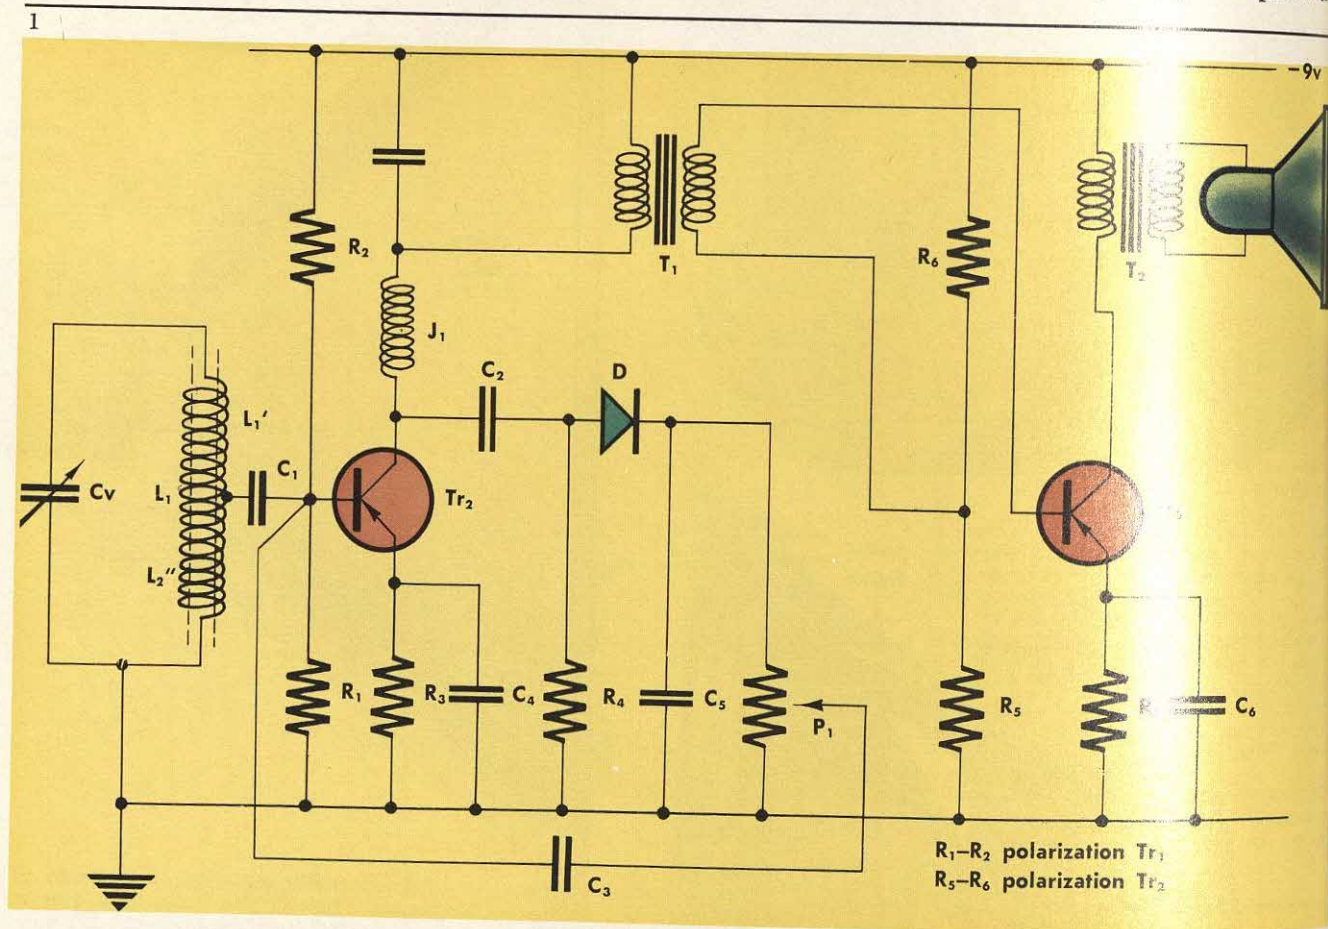 1
-9v
R₂
T₁
R₆
T₂
J₁
C₂
D
L₁′
C₁
Cv
L₁
Tr₂
L₂″
R₁
R₃
C₄
R₄
C₅
P₁
R₅
R
C₆
R₁–R₂ polarization Tr₁
R₅–R₆ polarization Tr₂
C₃